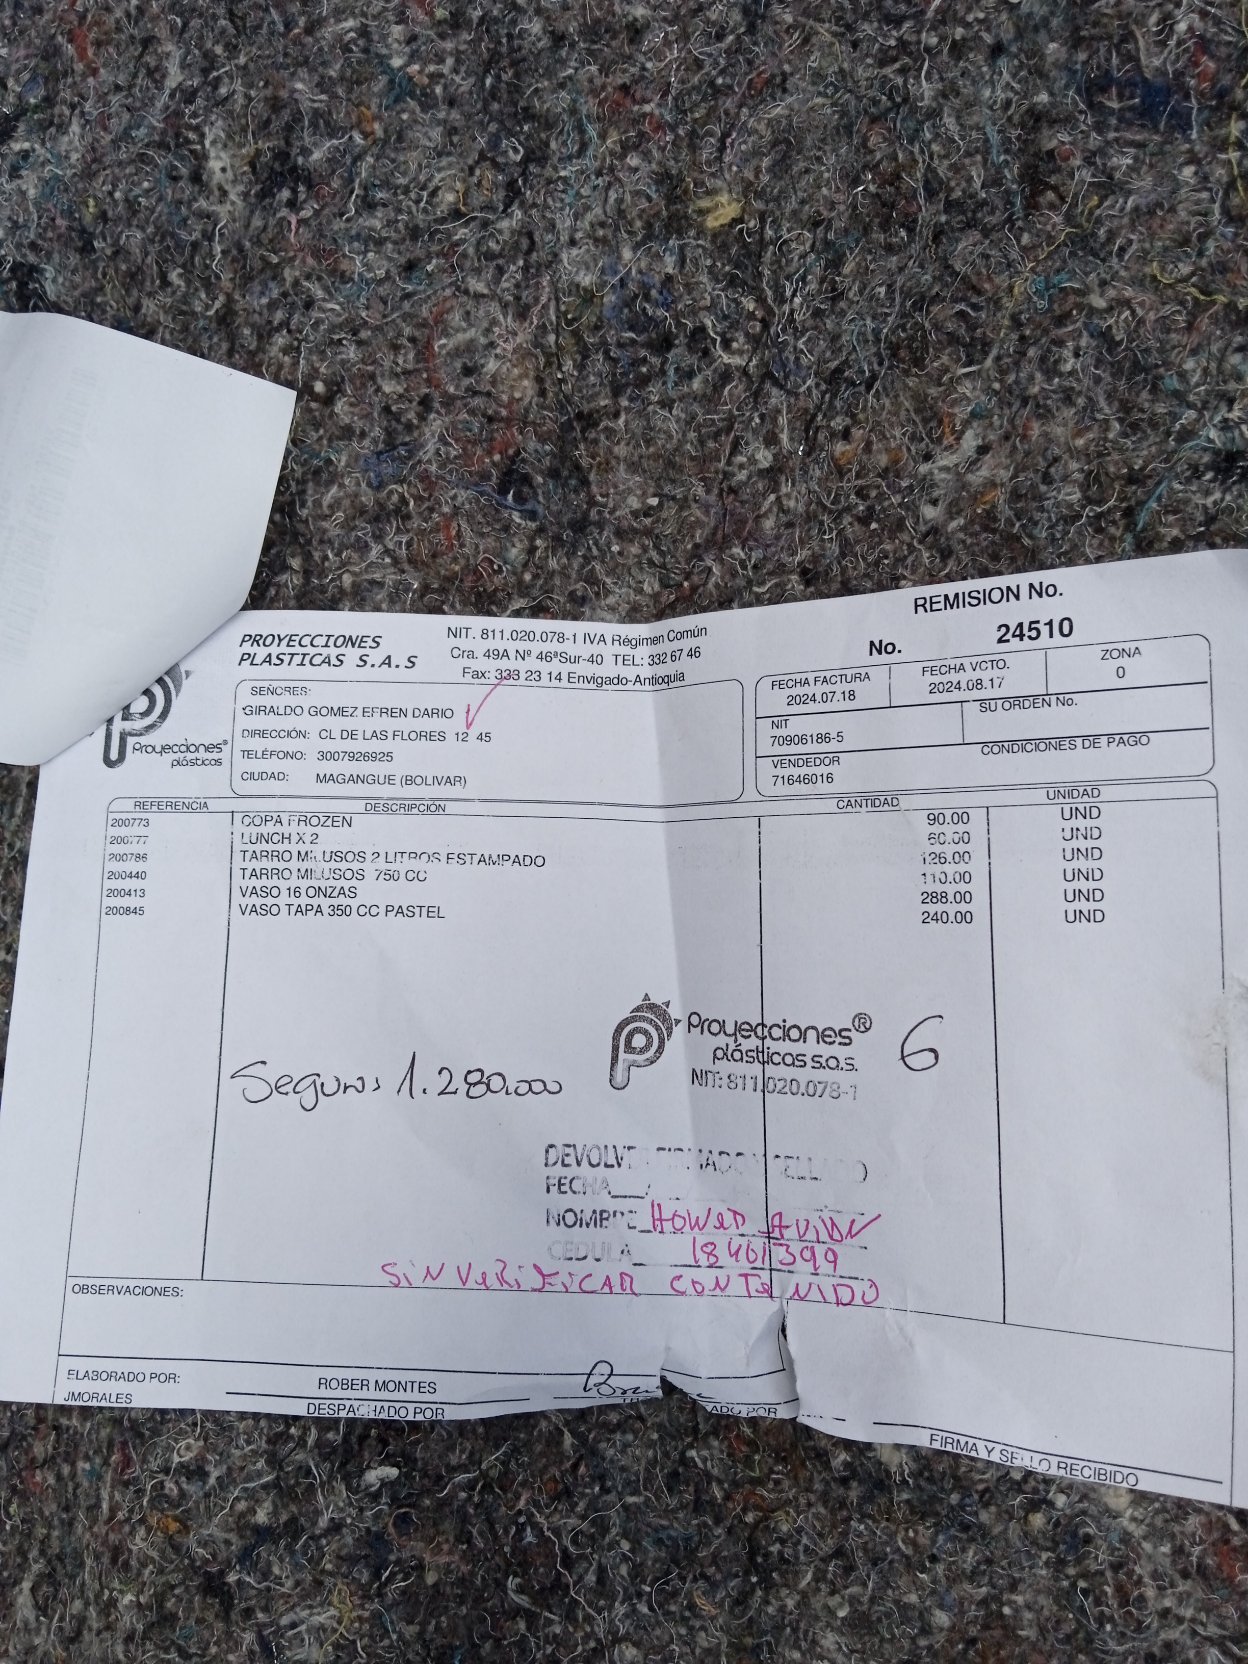 REMISION No.
No. 24510
PROYECCIONES
PLASTICAS S.A.S
NIT. 811.020.078-1 IVA Régimen Común
Cra. 49A Nº 46ªSur-40 TEL: 332 67 46
Fax: 333 23 14 Envigado-Antioquia
Proyecciones®
plásticas
SEÑORES:
GIRALDO GOMEZ EFREN DARIO
DIRECCIÓN: CL DE LAS FLORES 12 45
TELÉFONO: 3007926925
CIUDAD: MAGANGUE (BOLIVAR)
FECHA FACTURA FECHA VCTO. ZONA
2024.07.18 2024.08.17 0
NIT SU ORDEN No.
70906186-5
VENDEDOR CONDICIONES DE PAGO
71646016
REFERENCIA DESCRIPCIÓN CANTIDAD UNIDAD
200773 COPA FROZEN 90.00 UND
200777 LUNCH X 2 60.00 UND
200786 TARRO MILUSOS 2 LITROS ESTAMPADO 126.00 UND
200440 TARRO MILUSOS 750 CC 110.00 UND
200413 VASO 16 ONZAS 288.00 UND
200845 VASO TAPA 350 CC PASTEL 240.00 UND
Proyecciones®
plásticas s.a.s.
NIT: 811.020.078-1
6
Seguro: 1.280.000
FECHA
NOMBRE HOWER
CEDULA 18401399
SIN VERIFICAR CONTENIDO
OBSERVACIONES:
ELABORADO POR:
JMORALES
ROBER MONTES
DESPACHADO POR
FIRMA Y SELLO RECIBIDO